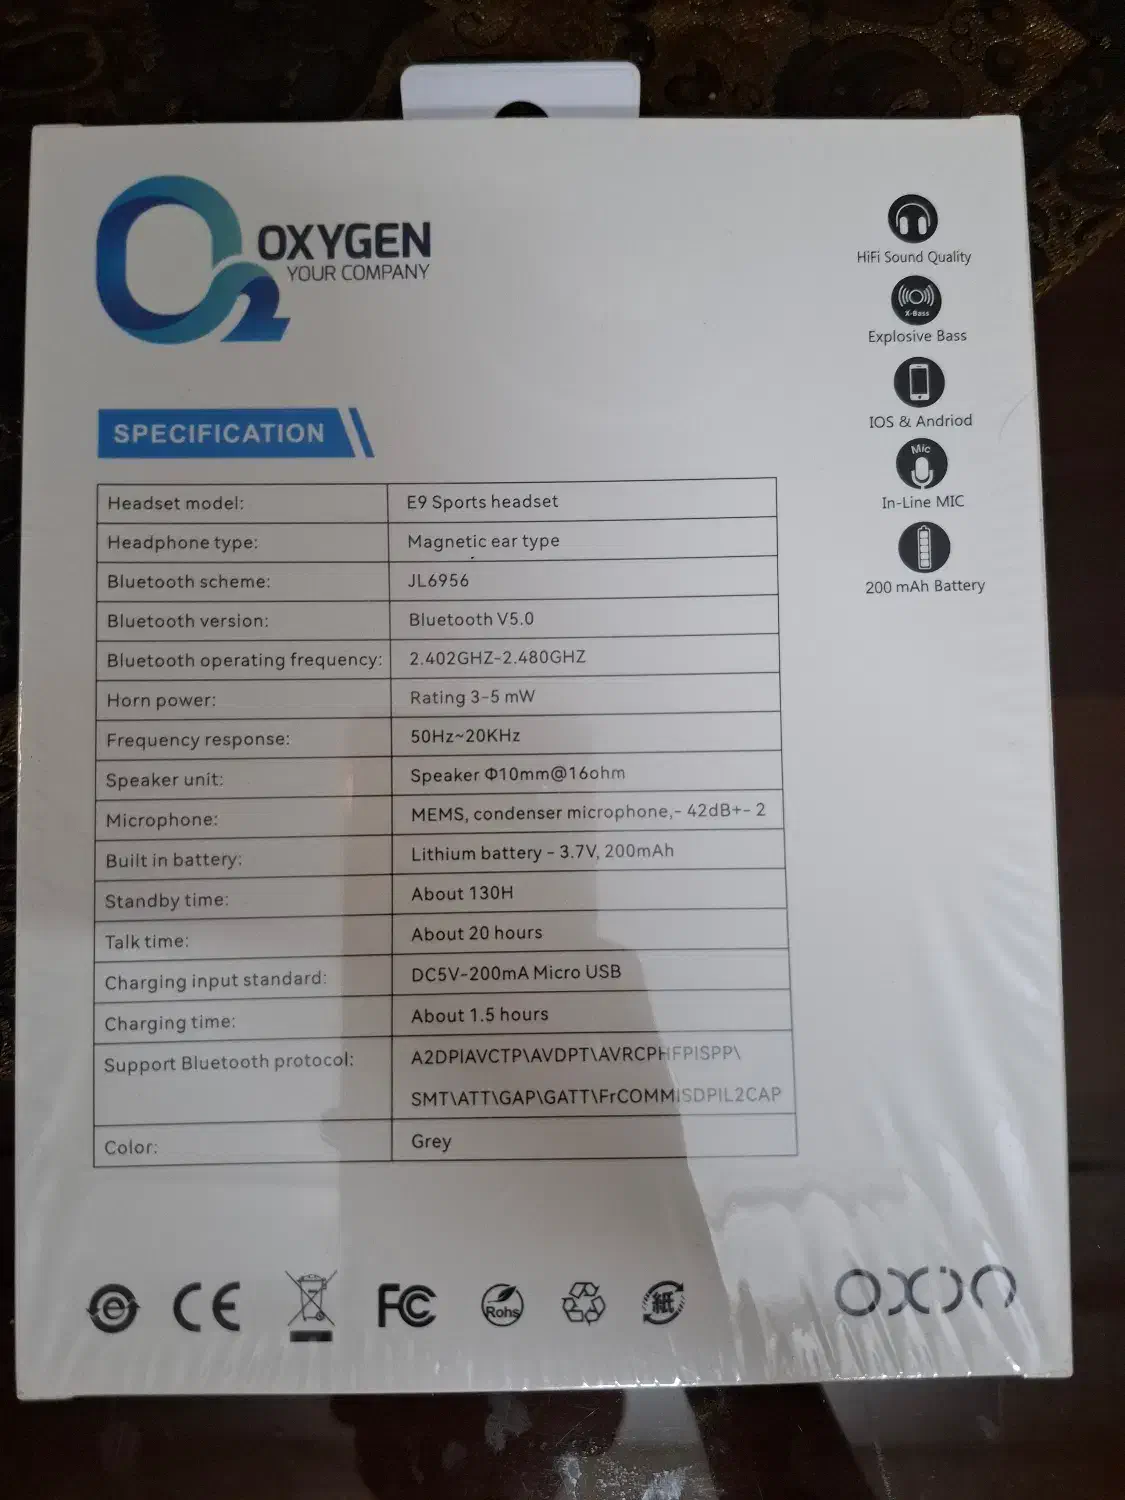 O2
OXYGEN
YOUR COMPANY
HiFi Sound Quality
X-Bass
Explosive Bass
IOS & Andriod
Mic
In-Line MIC
200 mAh Battery
SPECIFICATION
Headset model: E9 Sports headset
Headphone type: Magnetic ear type
Bluetooth scheme: JL6956
Bluetooth version: Bluetooth V5.0
Bluetooth operating frequency: 2.402GHZ-2.480GHZ
Horn power: Rating 3-5 mW
Frequency response: 50Hz~20KHz
Speaker unit: Speaker Φ10mm@16ohm
Microphone: MEMS, condenser microphone,- 42dB+- 2
Built in battery: Lithium battery - 3.7V, 200mAh
Standby time: About 130H
Talk time: About 20 hours
Charging input standard: DC5V-200mA Micro USB
Charging time: About 1.5 hours
Support Bluetooth protocol: A2DPIAVCTP\AVDPT\AVRCPHFPISPP\
SMT\ATT\GAP\GATT\FrCOMMISDPIL2CAP
Color: Grey
e CE FC Rohs 紙 OXIN